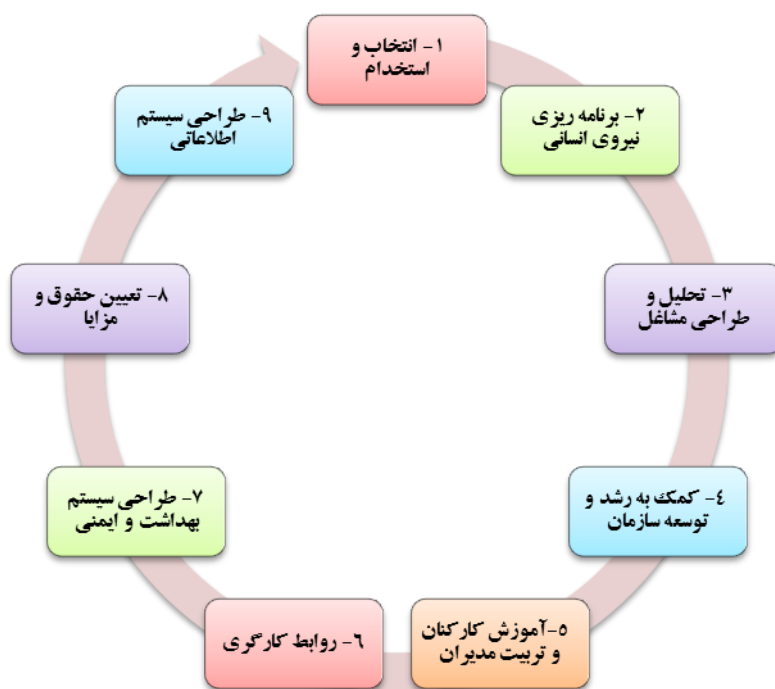 ۱- انتخاب و
استخدام
۲- برنامه ریزی
نیروی انسانی
۳- تحلیل و
طراحی مشاغل
٤- کمک به رشد و
توسعه سازمان
۵-آموزش کارکنان
و تربیت مدیران
٦- روابط کارگری
۷- طراحی سیستم
بهداشت و ایمنی
۸- تعیین حقوق و
مزایا
۹- طراحی سیستم
اطلاعاتی